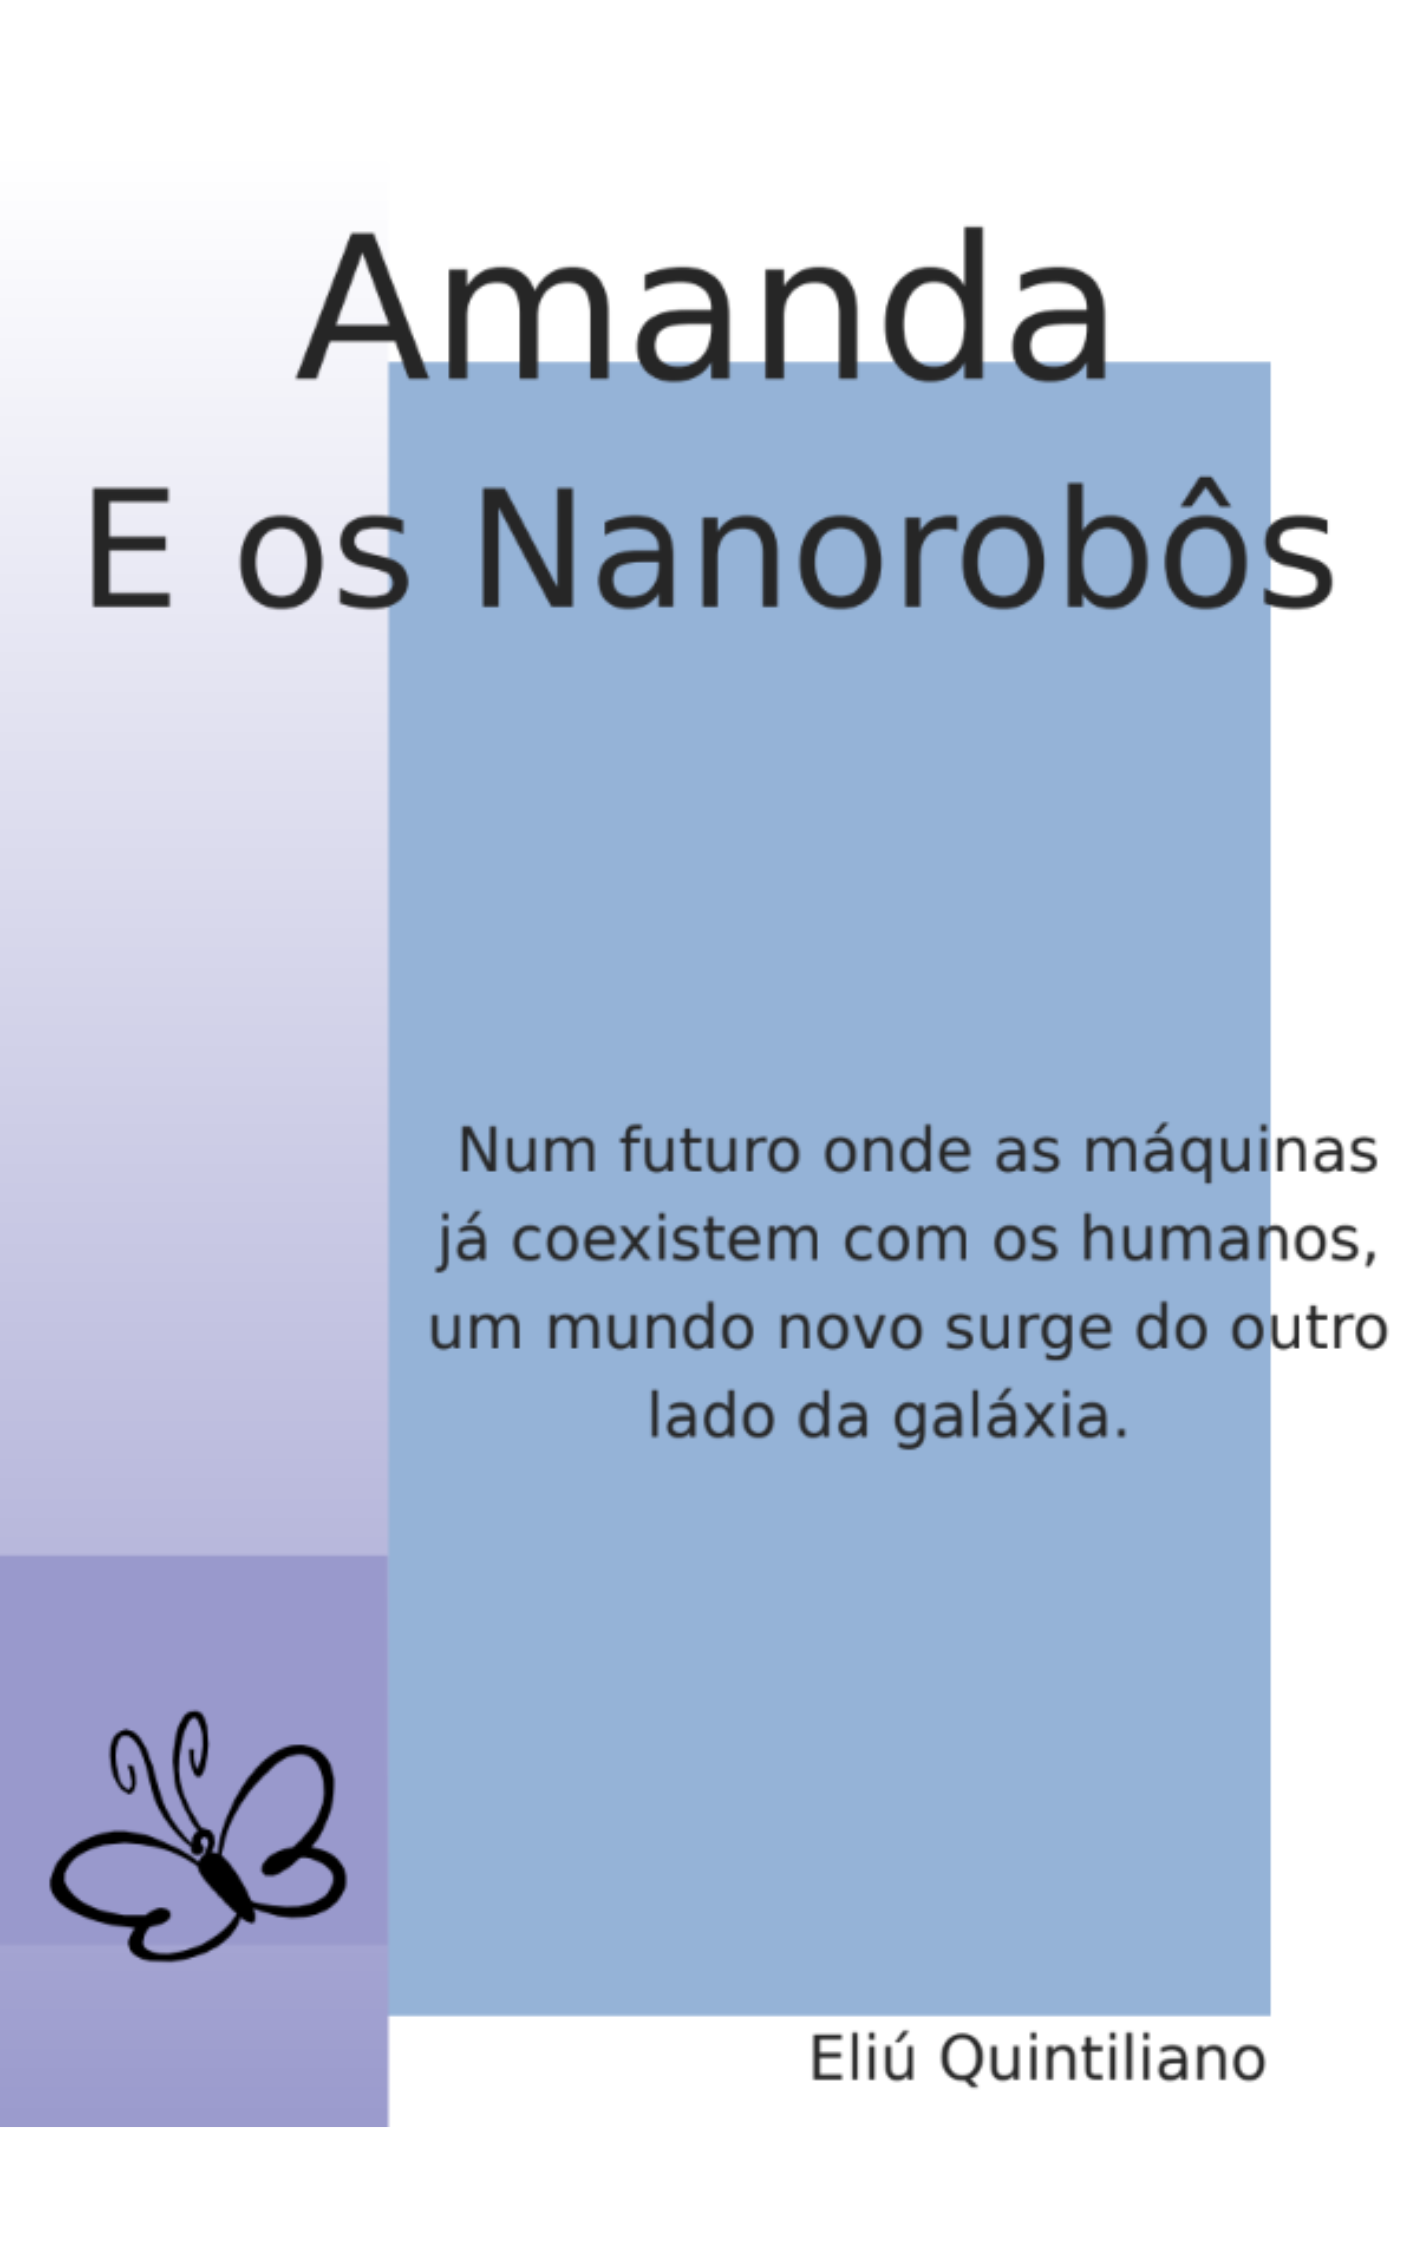 Amanda
E os Nanorobôs
Num futuro onde as máquinas
já coexistem com os humanos,
um mundo novo surge do outro
lado da galáxia.
Eliú Quintiliano